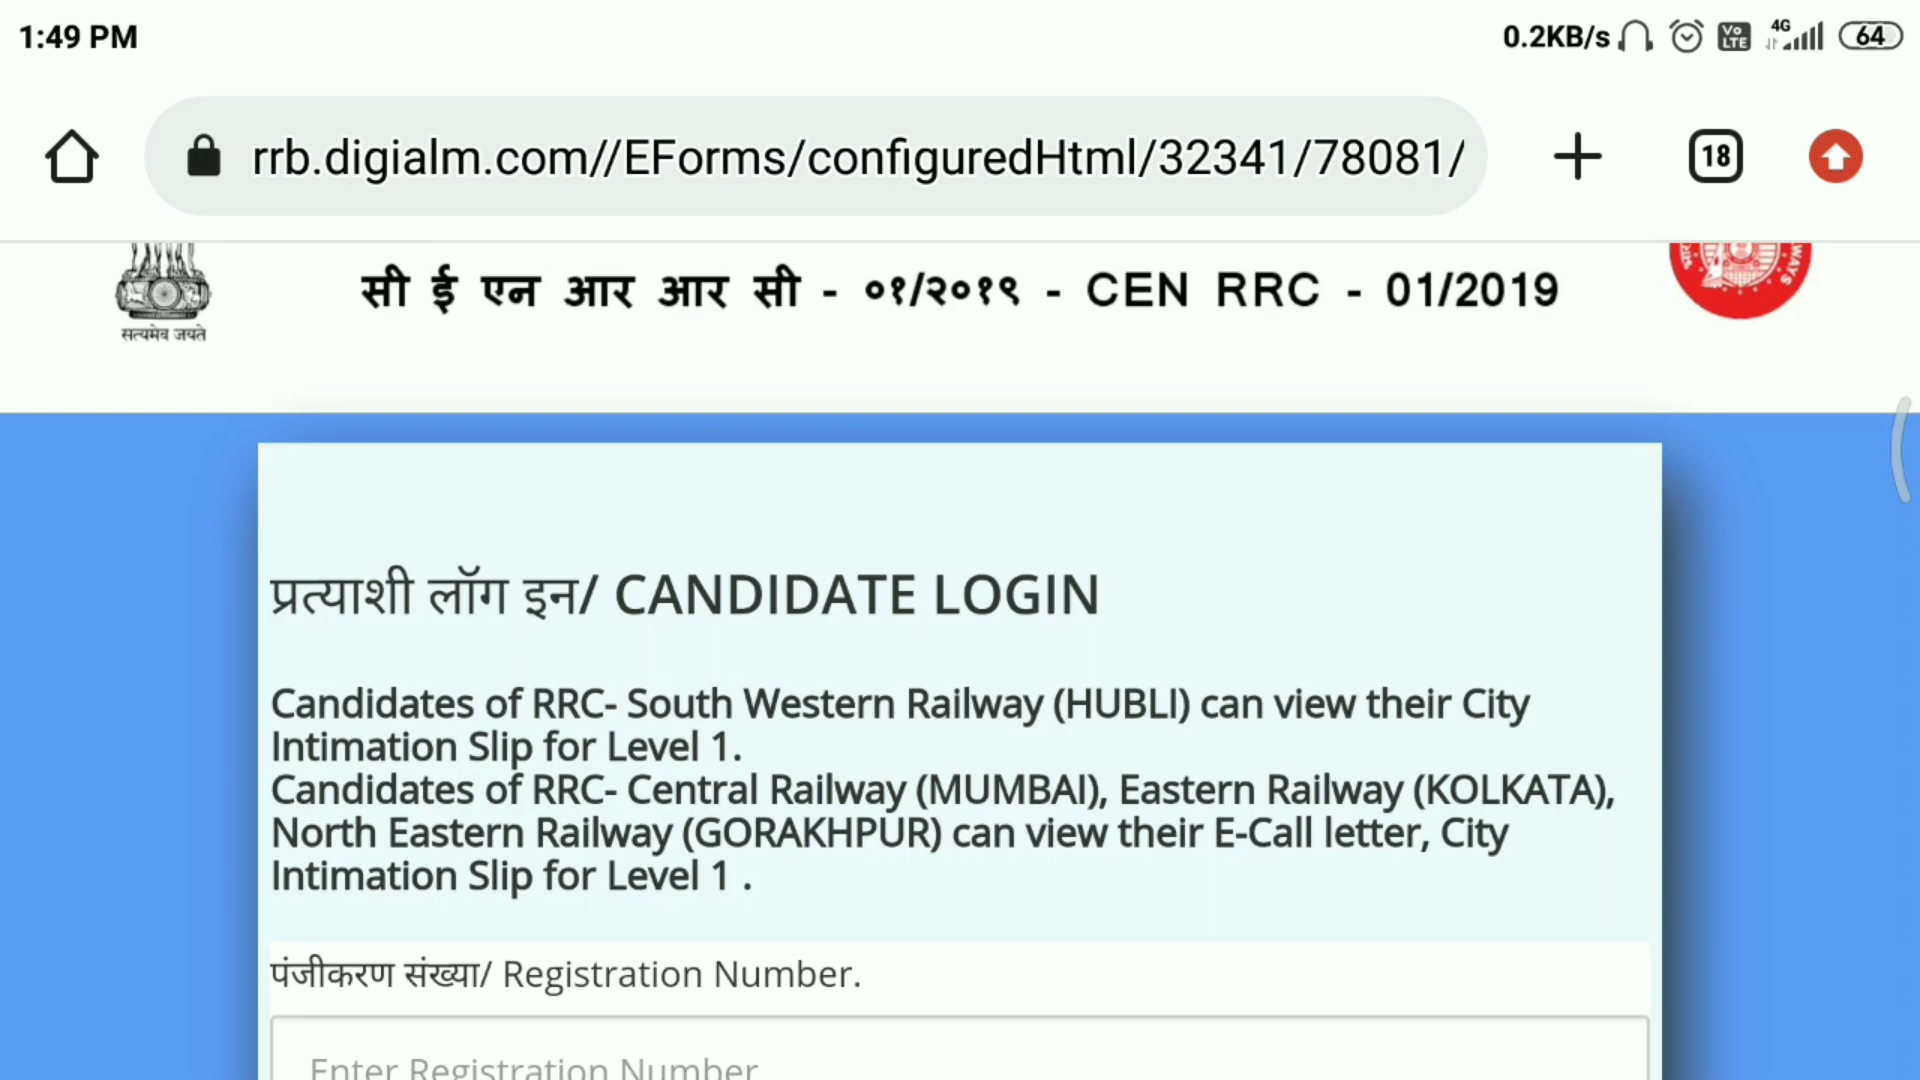 1:49 PM
0.2KB/s
Vo LTE
4G
64
rrb.digialm.com//EForms/configuredHtml/32341/78081/
18
सी ई एन आर आर सी - ०१/२०१९ - CEN RRC - 01/2019
सत्यमेव जयते
प्रत्याशी लॉग इन/ CANDIDATE LOGIN
Candidates of RRC- South Western Railway (HUBLI) can view their City
Intimation Slip for Level 1.
Candidates of RRC- Central Railway (MUMBAI), Eastern Railway (KOLKATA),
North Eastern Railway (GORAKHPUR) can view their E-Call letter, City
Intimation Slip for Level 1 .
पंजीकरण संख्या/ Registration Number.
Enter Registration Number